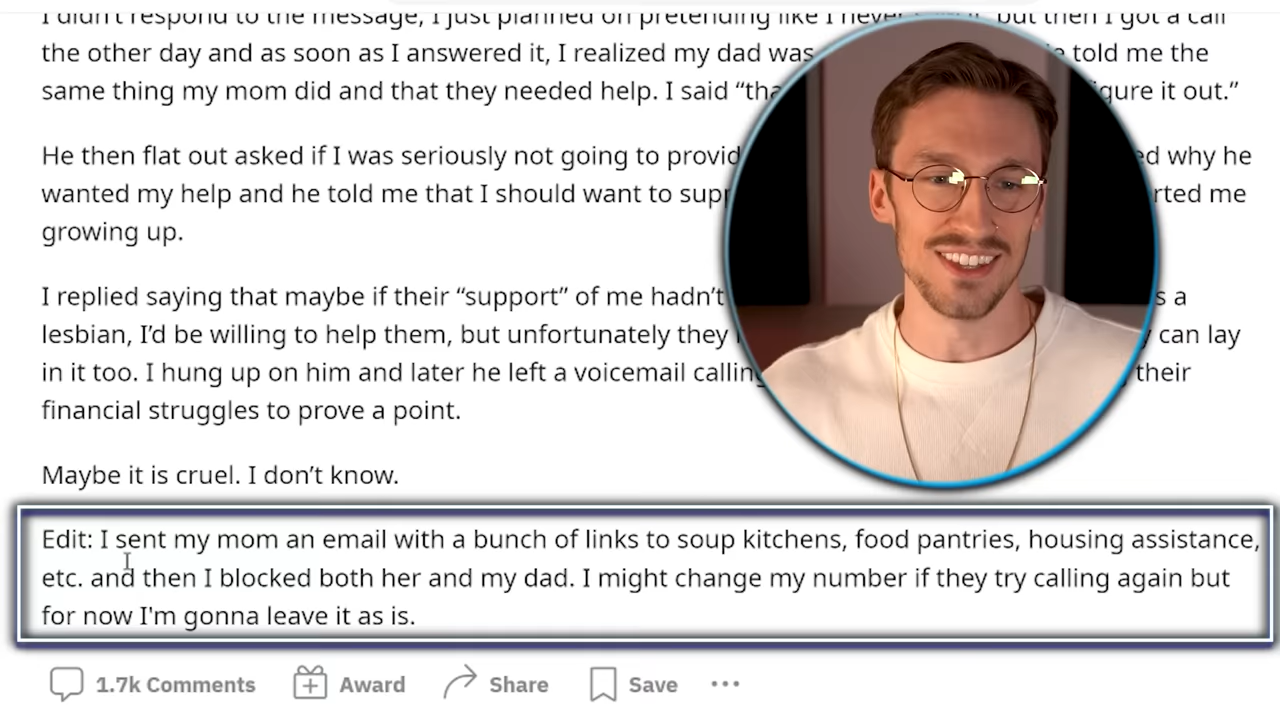 I didn't respond to the message, I just planned on pretending like I never but then I got a call
the other day and as soon as I answered it, I realized my dad was told me the
same thing my mom did and that they needed help. I said igure it out.”
He then flat out asked if I was seriously not going to provid ed why he
wanted my help and he told me that I should want to sup rted me
growing up.
I replied saying that maybe if their “support” of me hadn’t s a
lesbian, I’d be willing to help them, but unfortunately they can lay
in it too. I hung up on him and later he left a voicemail calling their
financial struggles to prove a point.
Maybe it is cruel. I don’t know.
Edit: I sent my mom an email with a bunch of links to soup kitchens, food pantries, housing assistance,
etc. and then I blocked both her and my dad. I might change my number if they try calling again but
for now I'm gonna leave it as is.
1.7k Comments Award Share Save